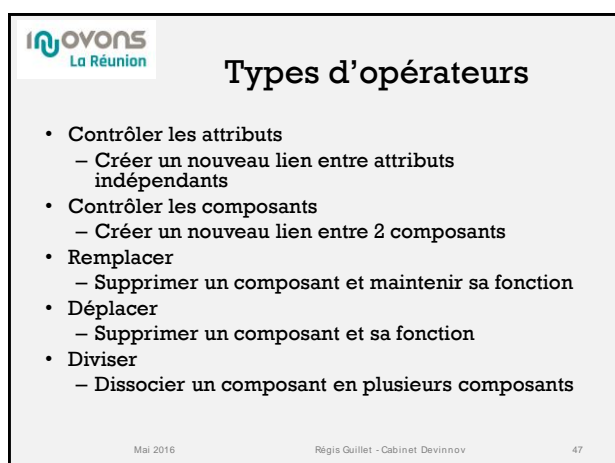 Innovons
La Réunion
Types d’opérateurs
• Contrôler les attributs
– Créer un nouveau lien entre attributs
indépendants
• Contrôler les composants
– Créer un nouveau lien entre 2 composants
• Remplacer
– Supprimer un composant et maintenir sa fonction
• Déplacer
– Supprimer un composant et sa fonction
• Diviser
– Dissocier un composant en plusieurs composants
Mai 2016 Régis Guillet - Cabinet Devinnov 47